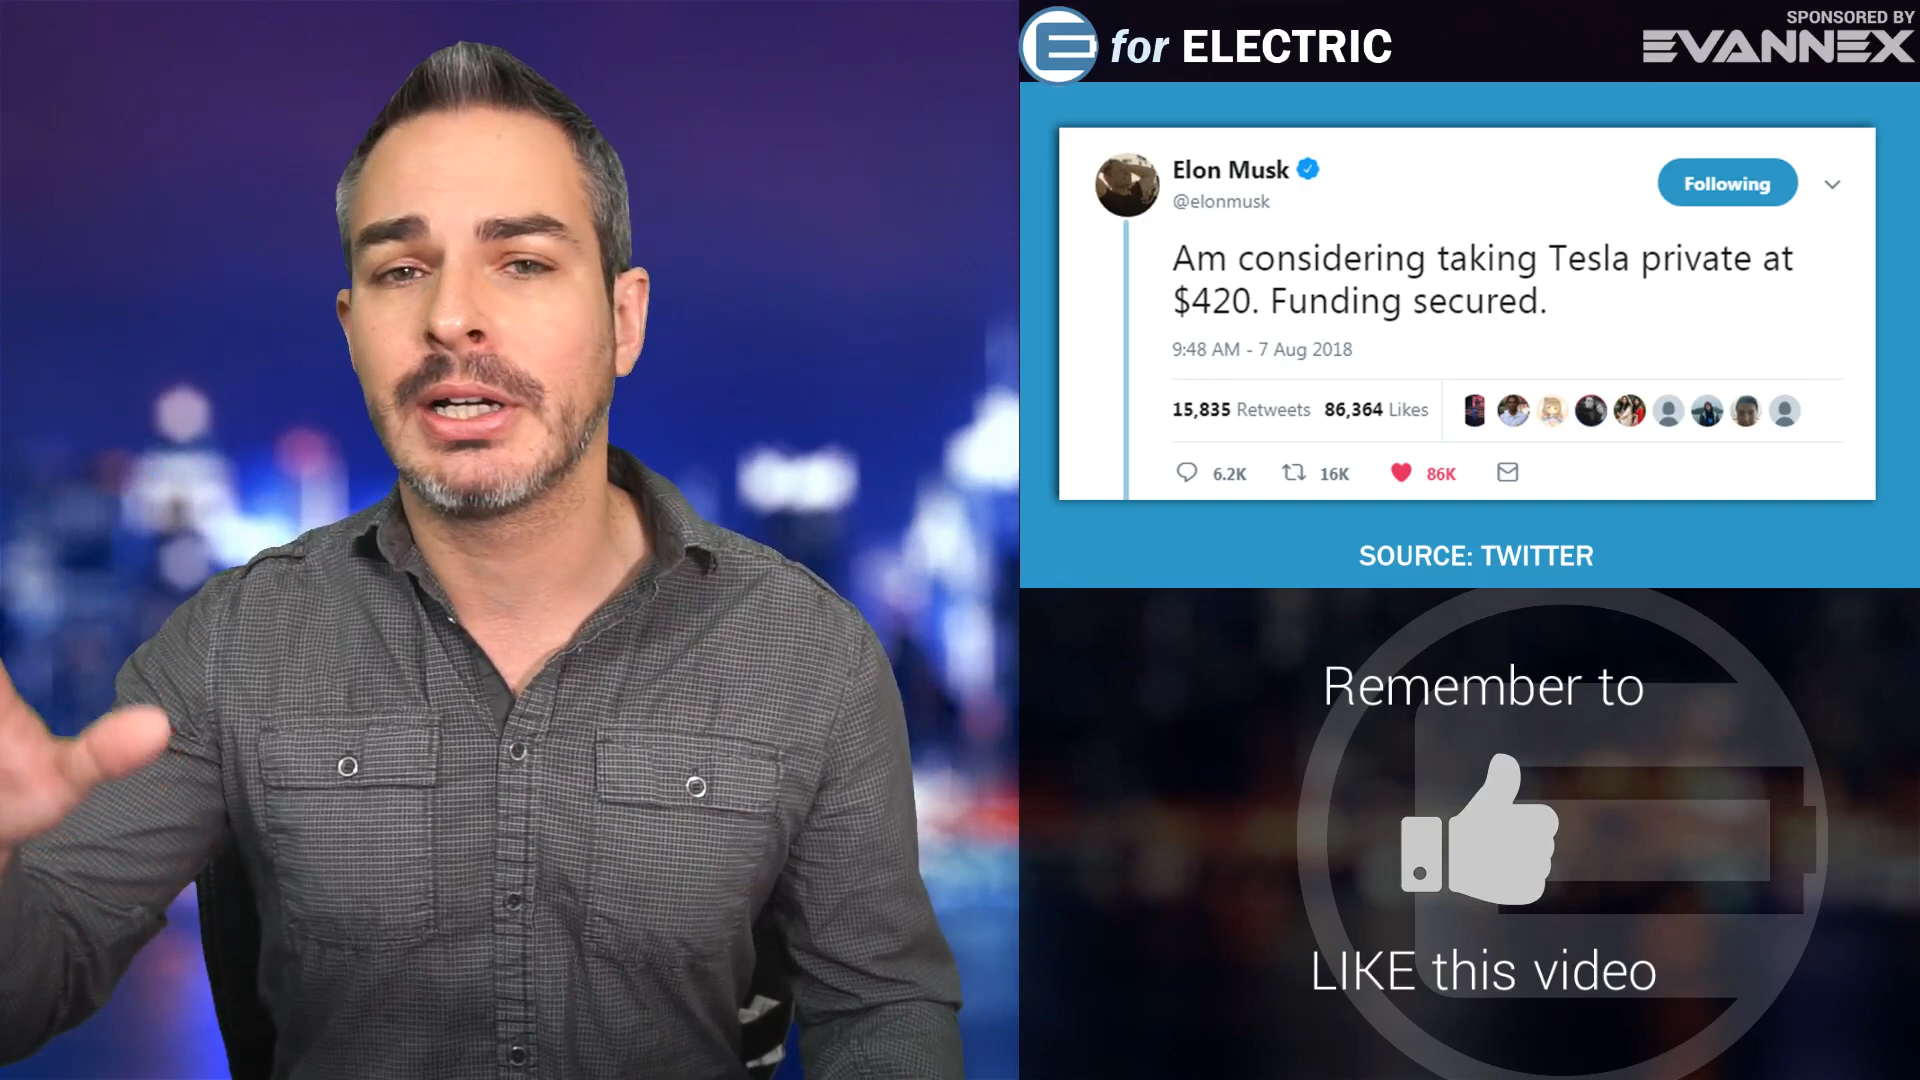 E for ELECTRIC
SPONSORED BY
EVANNEX
Elon Musk
@elonmusk
Following
Am considering taking Tesla private at
$420. Funding secured.
9:48 AM - 7 Aug 2018
15,835 Retweets 86,364 Likes
6.2K 16K 86K
SOURCE: TWITTER
Remember to
LIKE this video